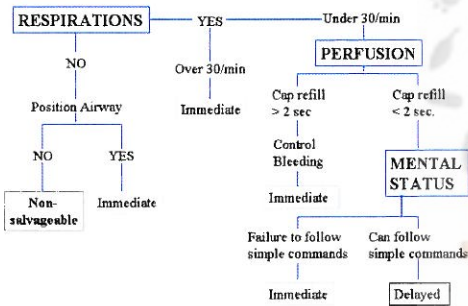 RESPIRATIONS
YES
Under 30/min
PERFUSION
NO
Over 30/min
Position Airway
Immediate
Cap refill
> 2 sec
Cap refill
< 2 sec.
Control
Bleeding
NO
YES
MENTAL
STATUS
Non-
salvageable
Immediate
Immediate
Failure to follow
simple commands
Can follow
simple commands
Immediate
Delayed